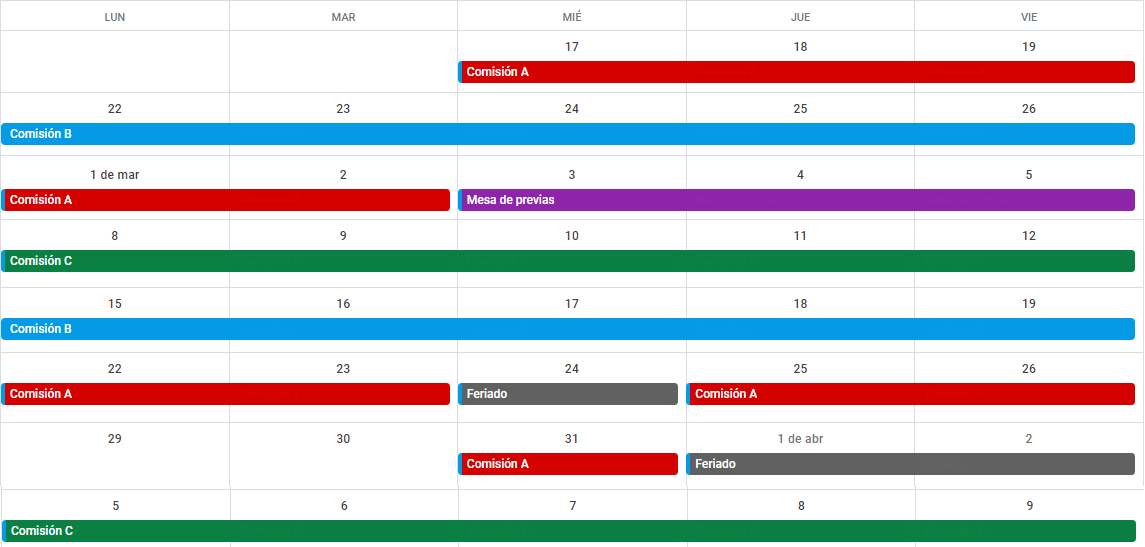 LUN MAR MIÉ JUE VIE
17 18 19
Comisión A
22 23 24 25 26
Comisión B
1 de mar 2 3 4 5
Comisión A Mesa de previas
8 9 10 11 12
Comisión C
15 16 17 18 19
Comisión B
22 23 24 25 26
Comisión A Feriado Comisión A
29 30 31 1 de abr 2
Comisión A Feriado
5 6 7 8 9
Comisión C